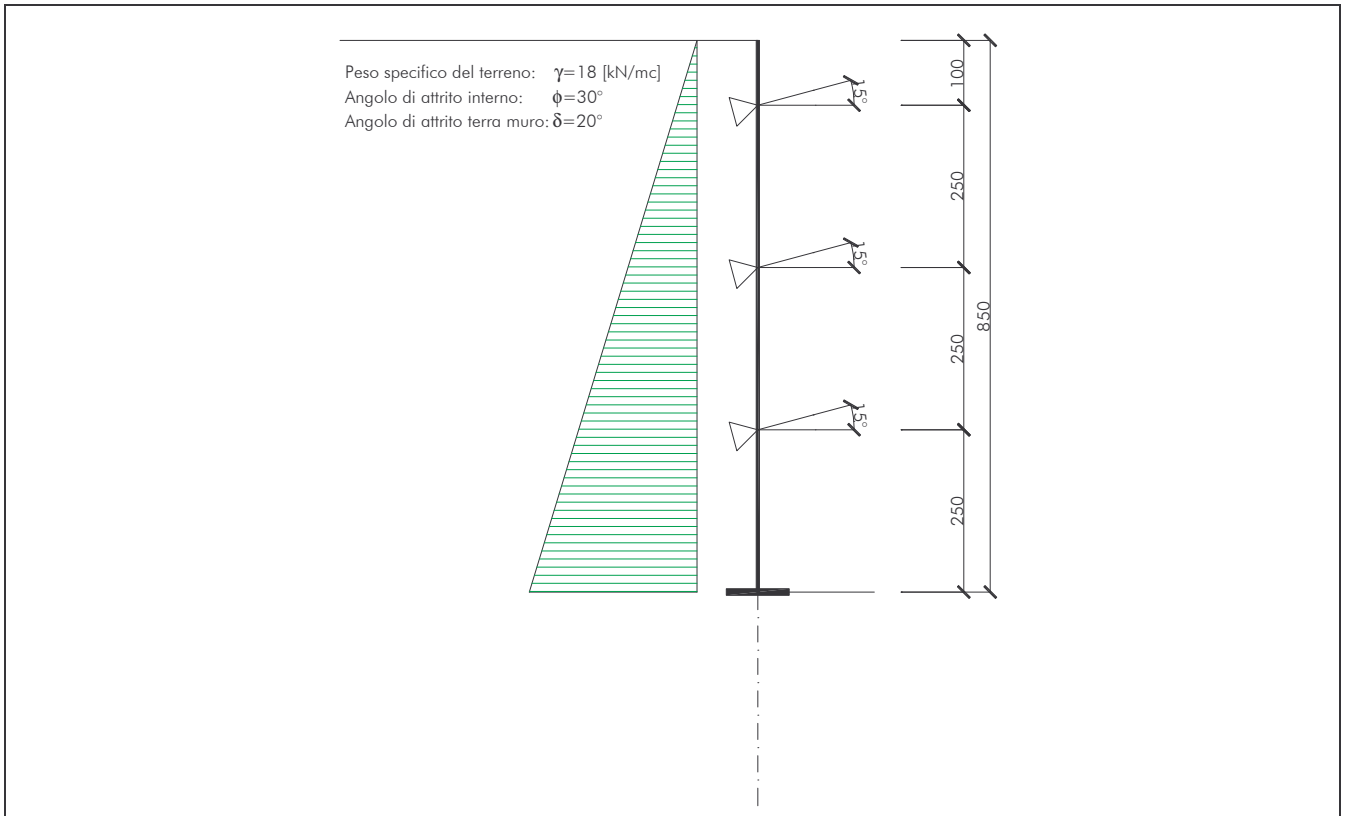 Peso specifico del terreno: γ=18 [kN/mc]
Angolo di attrito interno: ϕ=30°
Angolo di attrito terra muro: δ=20°
15°
100
15°
250
15°
250
850
250